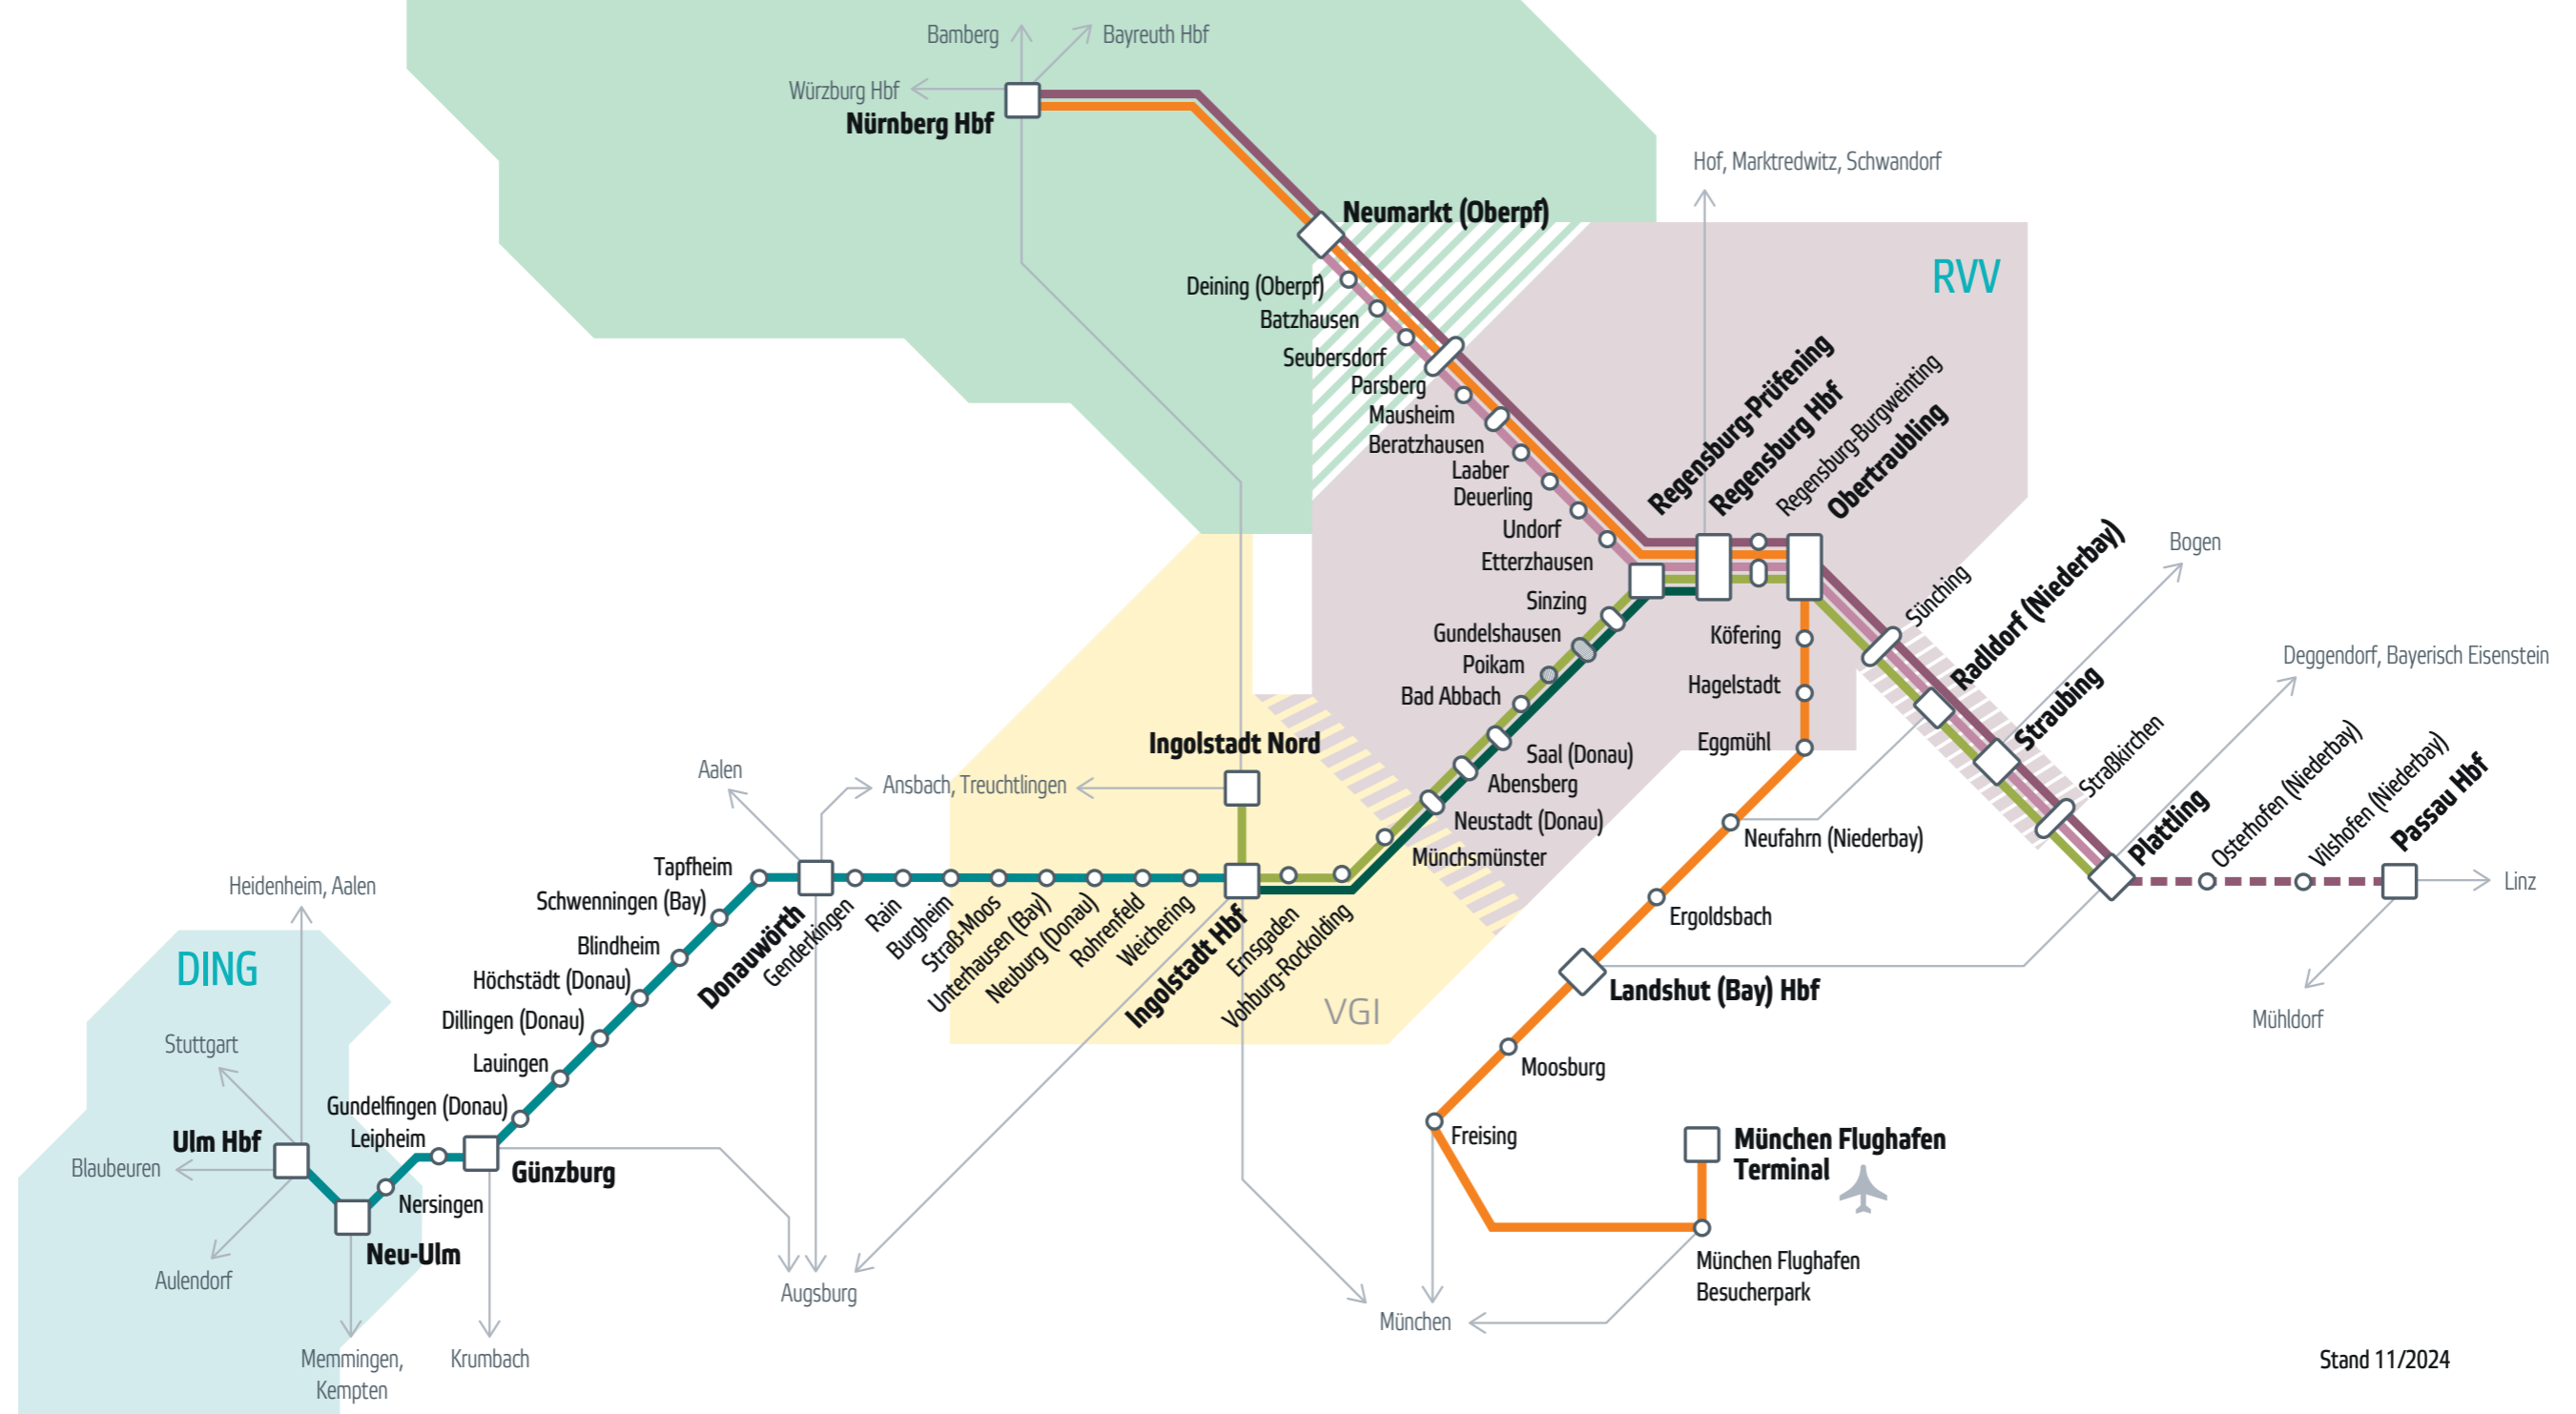 Bamberg
Bayreuth Hbf
Würzburg Hbf
Nürnberg Hbf
Hof, Marktredwitz, Schwandorf
Neumarkt (Oberpf)
RVV
Deining (Oberpf)
Batzhausen
Seubersdorf
Parsberg
Mausheim
Beratzhausen
Laaber
Deuerling
Undorf
Etterzhausen
Regensburg-Prüfening
Regensburg Hbf
Regensburg-Burgweinting
Obertraubling
Sinzing
Gundelshausen
Poikam
Bad Abbach
Saal (Donau)
Abensberg
Neustadt (Donau)
Münchsmünster
Köfering
Hagelstadt
Eggmühl
Neufahrn (Niederbay)
Ergoldsbach
Landshut (Bay) Hbf
Moosburg
Freising
München Flughafen
Terminal
München Flughafen
Besucherpark
München
Sünching
Radldorf (Niederbay)
Bogen
Straubing
Straßkirchen
Deggendorf, Bayerisch Eisenstein
Plattling
Osterhofen (Niederbay)
Vilshofen (Niederbay)
Passau Hbf
Linz
Mühldorf
Ingolstadt Nord
Ansbach, Treuchtlingen
Aalen
Tapfheim
Schwenningen (Bay)
Blindheim
Höchstädt (Donau)
Dillingen (Donau)
Lauingen
Gundelfingen (Donau)
Leipheim
Donauwörth
Genderkingen
Rain
Burgheim
Straß-Moos
Unterhausen (Bay)
Neuburg (Donau)
Rohrenfeld
Weichering
Ingolstadt Hbf
Ernsgaden
Vohburg-Rockolding
VGI
Heidenheim, Aalen
DING
Stuttgart
Ulm Hbf
Blaubeuren
Aulendorf
Nersingen
Neu-Ulm
Günzburg
Augsburg
Memmingen,
Kempten
Krumbach
Stand 11/2024